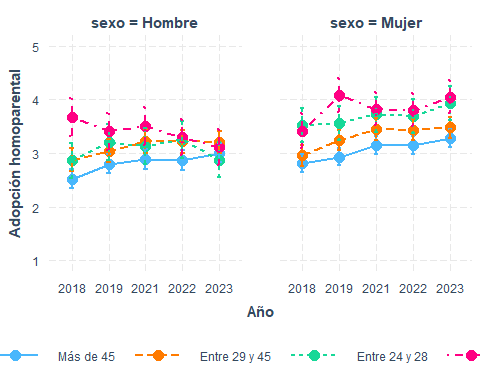 sexo = Hombre
sexo = Mujer
Adopción homoparental
5
4
3
2
1
2018 2019 2021 2022 2023
2018 2019 2021 2022 2023
Año
Más de 45
Entre 29 y 45
Entre 24 y 28